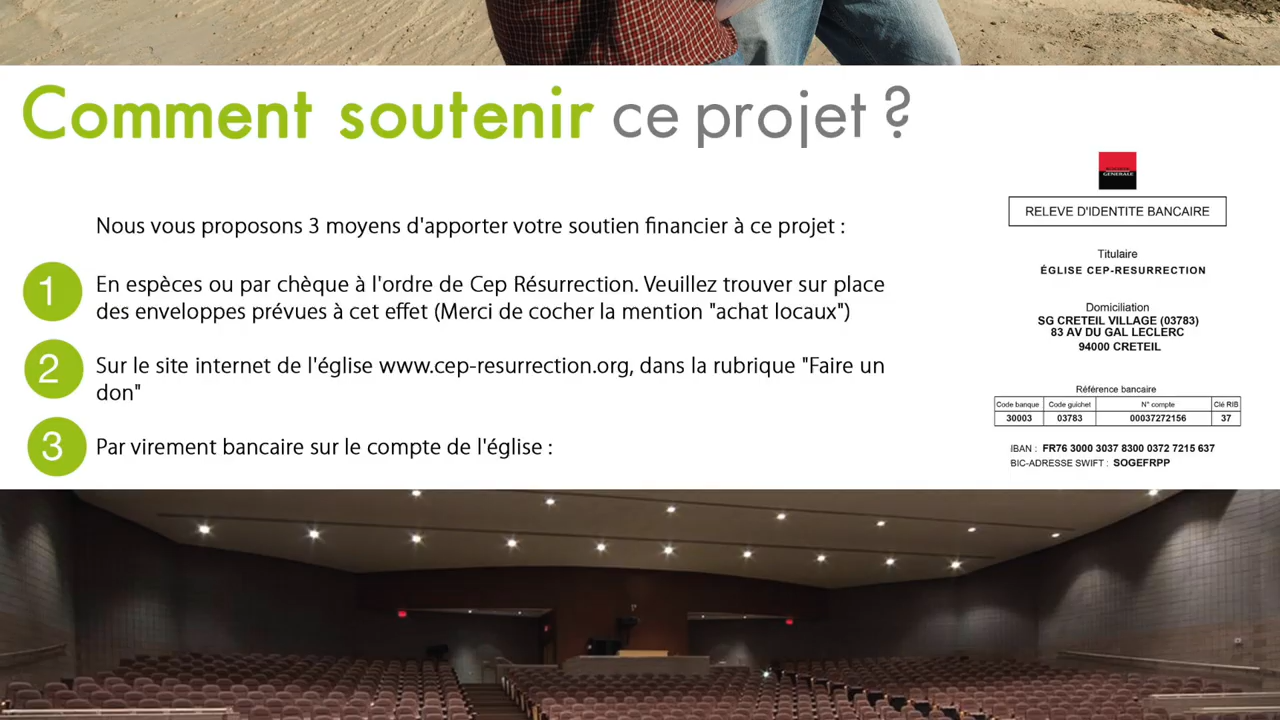 Comment soutenir ce projet ?
Nous vous proposons 3 moyens d'apporter votre soutien financier à ce projet :
1 En espèces ou par chèque à l'ordre de Cep Résurrection. Veuillez trouver sur place
des enveloppes prévues à cet effet (Merci de cocher la mention "achat locaux")
2 Sur le site internet de l'église www.cep-resurrection.org, dans la rubrique "Faire un
don"
3 Par virement bancaire sur le compte de l'église :
GENERALE
RELEVE D'IDENTITE BANCAIRE
Titulaire
ÉGLISE CEP-RESURRECTION
Domiciliation
SG CRETEIL VILLAGE (03783)
83 AV DU GAL LECLERC
94000 CRETEIL
Référence bancaire
Code banque Code guichet N° compte Clé RIB
30003 03783 00037272156 37
IBAN : FR76 3000 3037 8300 0372 7215 637
BIC-ADRESSE SWIFT : SOGEFRPP